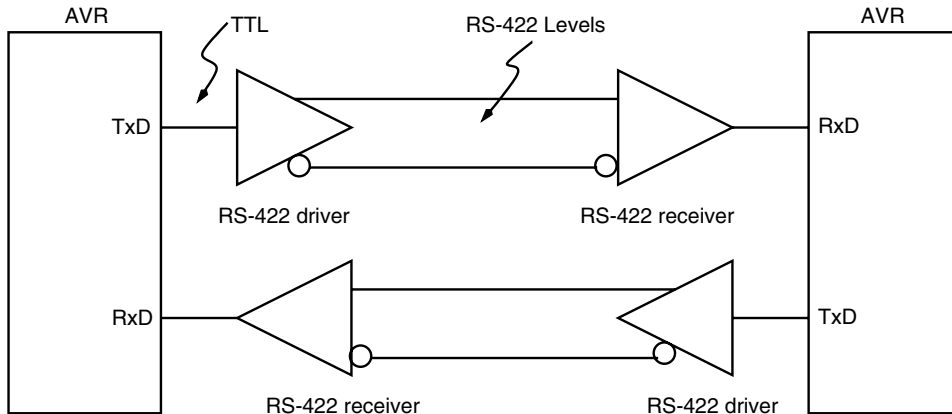 AVR
TTL
RS-422 Levels
AVR
TxD
RxD
RS-422 driver
RS-422 receiver
RxD
TxD
RS-422 receiver
RS-422 driver